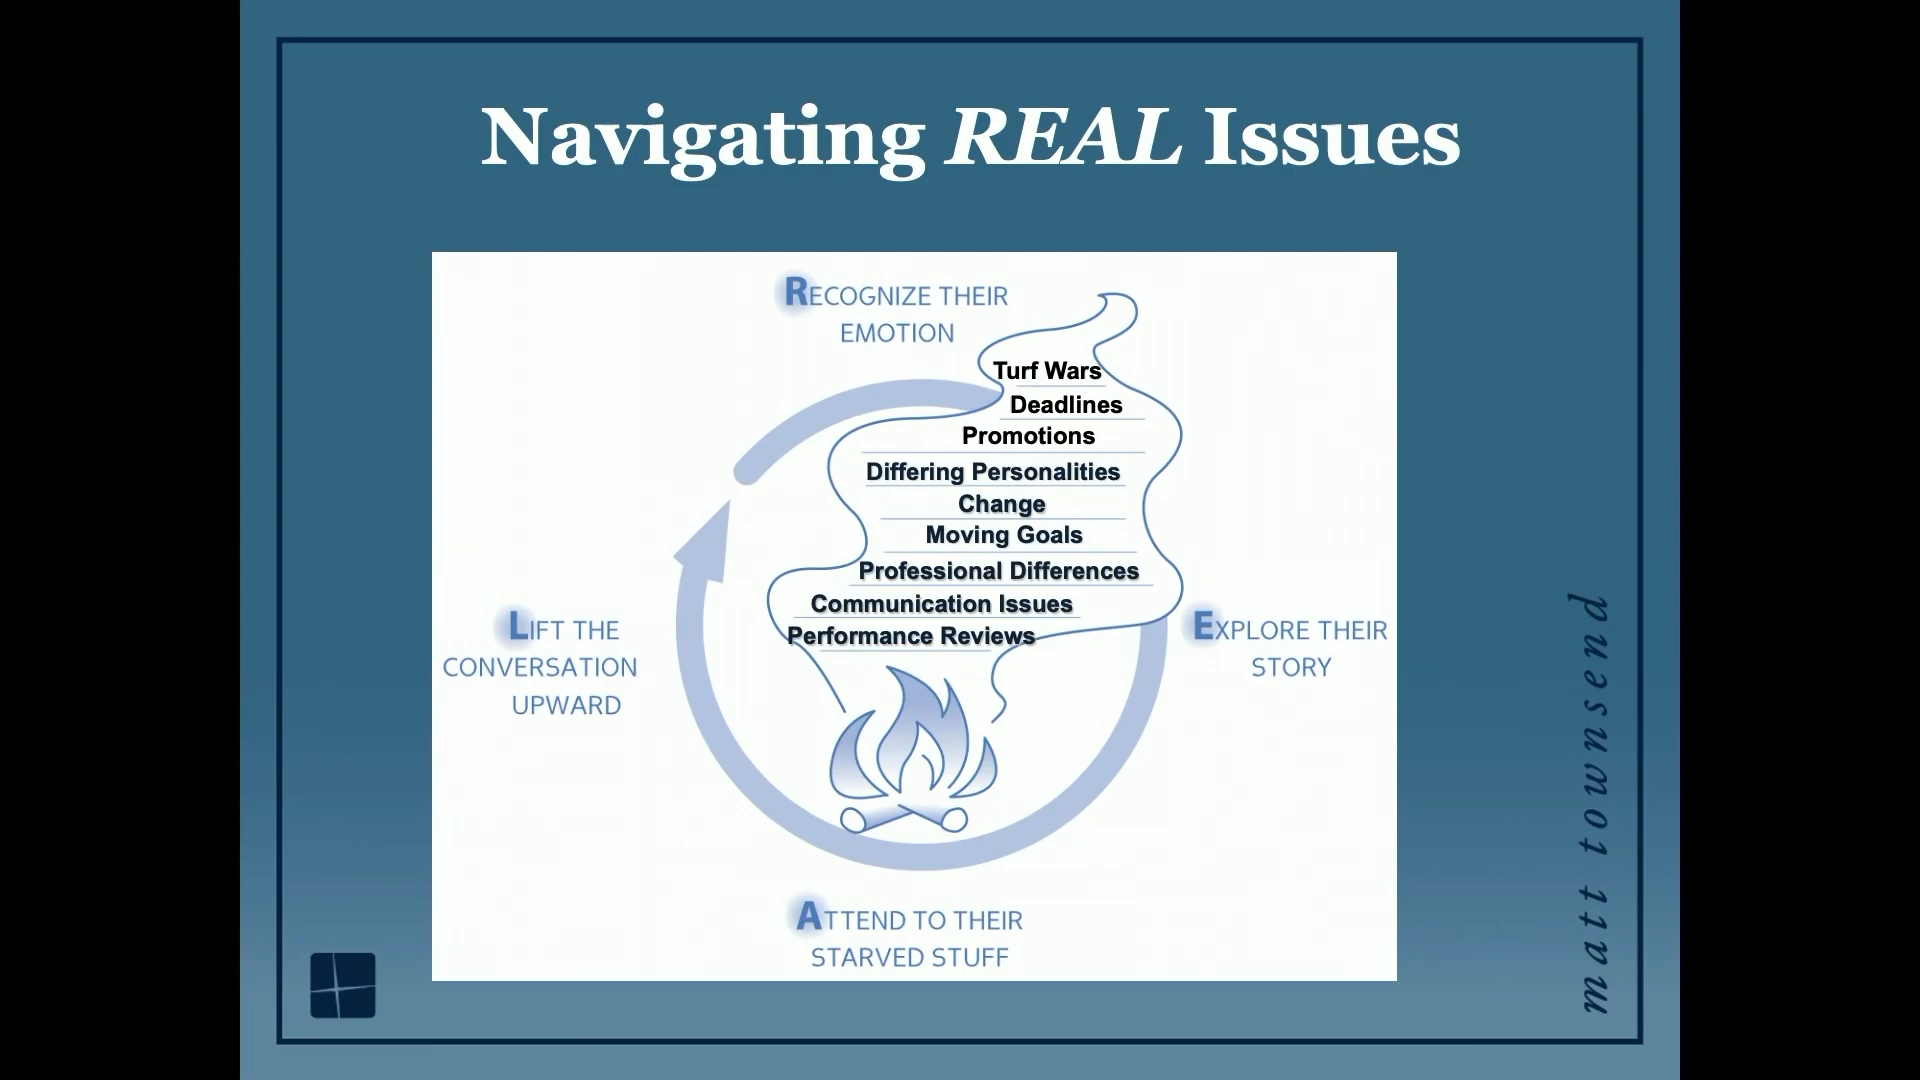 Navigating REAL Issues
RECOGNIZE THEIR
EMOTION
Turf Wars
Deadlines
Promotions
Differing Personalities
Change
Moving Goals
Professional Differences
Communication Issues
Performance Reviews
LIFT THE
CONVERSATION
UPWARD
EXPLORE THEIR
STORY
ATTEND TO THEIR
STARVED STUFF
matt townsend